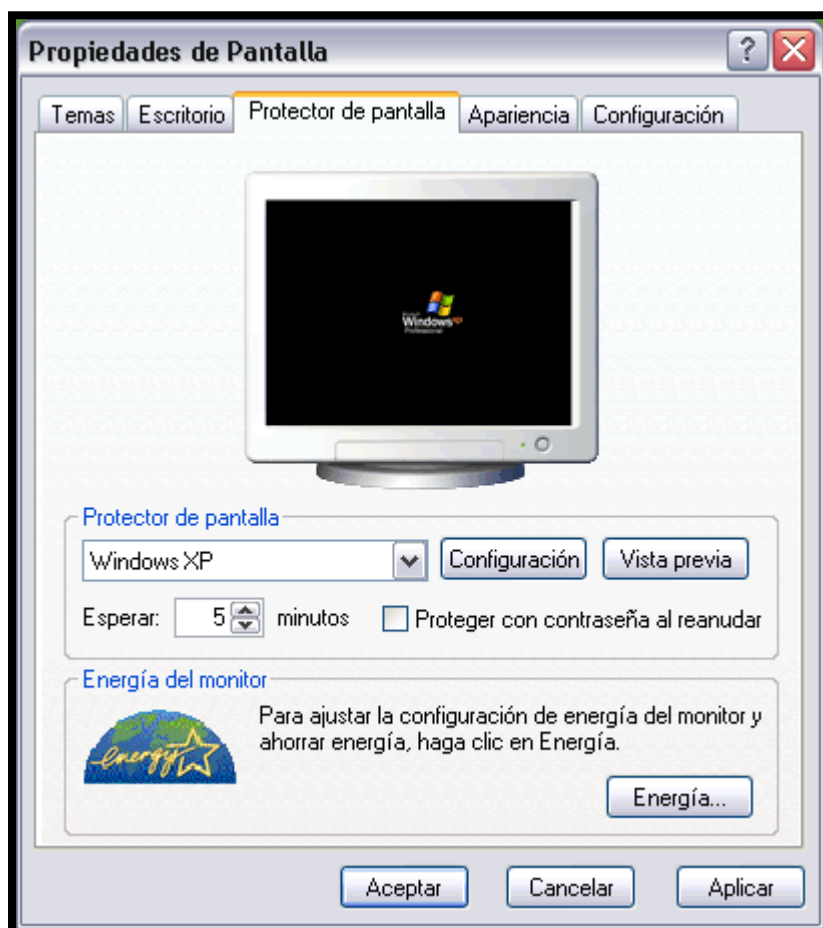 Propiedades de Pantalla
Temas Escritorio Protector de pantalla Apariencia Configuración
Windows xp
Professional
Protector de pantalla
Windows XP Configuración Vista previa
Esperar: 5 minutos Proteger con contraseña al reanudar
Energía del monitor
energy
Para ajustar la configuración de energía del monitor y
ahorrar energía, haga clic en Energía.
Energía...
Aceptar Cancelar Aplicar